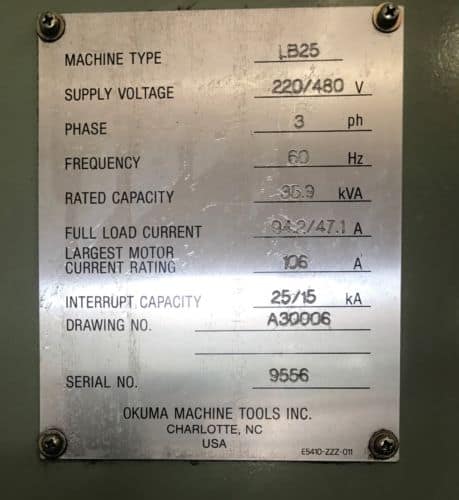 MACHINE TYPE LB25
SUPPLY VOLTAGE 220/480 V
PHASE 3 ph
FREQUENCY 60 Hz
RATED CAPACITY 35.9 kVA
FULL LOAD CURRENT 94.2/47.1 A
LARGEST MOTOR
CURRENT RATING 106 A
INTERRUPT CAPACITY 25/15 kA
DRAWING NO. A30006
SERIAL NO. 9556
OKUMA MACHINE TOOLS INC.
CHARLOTTE, NC
USA
E5410-ZZZ-011